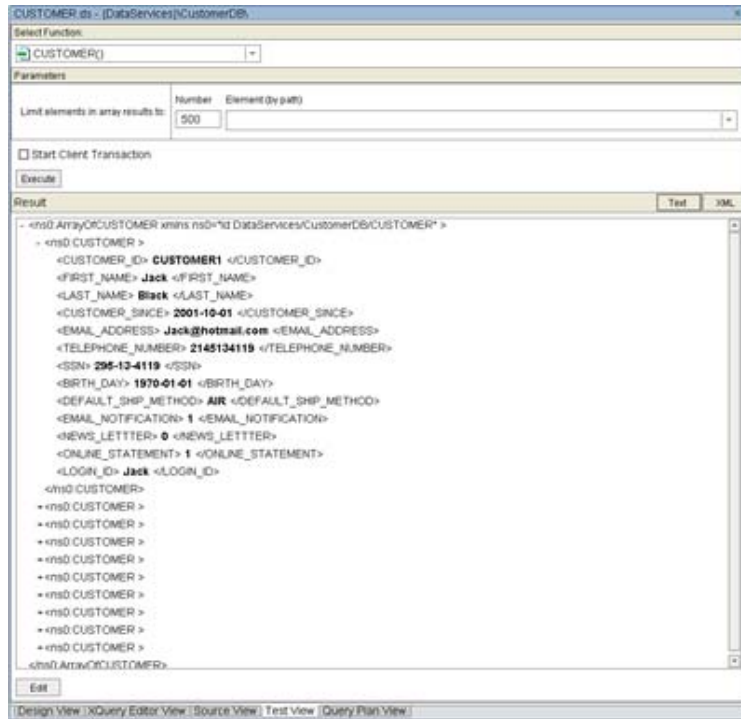 CUSTOMER.ds - {DataServices}\CustomerDB\
Select Function:
CUSTOMER()
Parameters
Number Element (by path)
Limit elements in array results to: 500
Start Client Transaction
Execute
Result Text XML
- <ns0:ArrayOfCUSTOMER xmlns:ns0="ld:DataServices/CustomerDB/CUSTOMER" >
- <ns0:CUSTOMER >
<CUSTOMER_ID> CUSTOMER1 </CUSTOMER_ID>
<FIRST_NAME> Jack </FIRST_NAME>
<LAST_NAME> Black </LAST_NAME>
<CUSTOMER_SINCE> 2001-10-01 </CUSTOMER_SINCE>
<EMAIL_ADDRESS> Jack@hotmail.com </EMAIL_ADDRESS>
<TELEPHONE_NUMBER> 2145134119 </TELEPHONE_NUMBER>
<SSN> 295-13-4119 </SSN>
<BIRTH_DAY> 1970-01-01 </BIRTH_DAY>
<DEFAULT_SHIP_METHOD> AIR </DEFAULT_SHIP_METHOD>
<EMAIL_NOTIFICATION> 1 </EMAIL_NOTIFICATION>
<NEWS_LETTTER> 0 </NEWS_LETTTER>
<ONLINE_STATEMENT> 1 </ONLINE_STATEMENT>
<LOGIN_ID> Jack </LOGIN_ID>
</ns0:CUSTOMER>
+ <ns0:CUSTOMER >
+ <ns0:CUSTOMER >
+ <ns0:CUSTOMER >
+ <ns0:CUSTOMER >
+ <ns0:CUSTOMER >
+ <ns0:CUSTOMER >
+ <ns0:CUSTOMER >
+ <ns0:CUSTOMER >
+ <ns0:CUSTOMER >
</ns0:ArrayOfCUSTOMER>
Edit
Design View XQuery Editor View Source View Test View Query Plan View